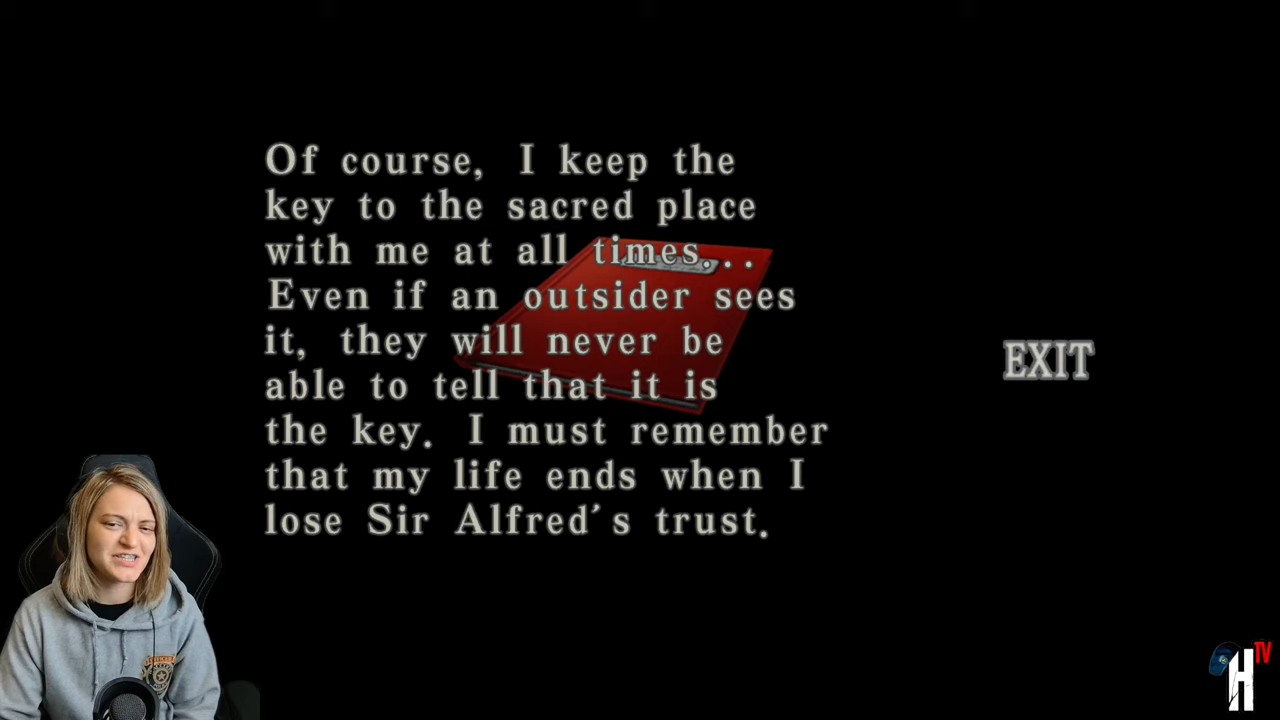 Of course, I keep the
key to the sacred place
with me at all times...
Even if an outsider sees
it, they will never be
able to tell that it is
the key. I must remember
that my life ends when I
lose Sir Alfred's trust.
EXIT
H TV